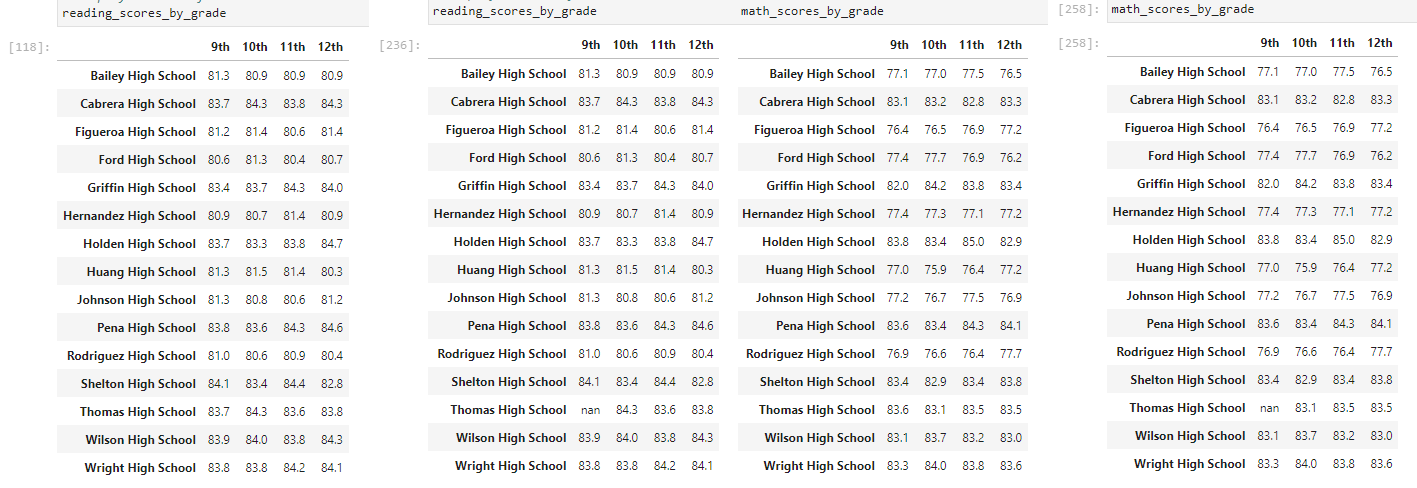 reading_scores_by_grade
[118]:
9th 10th 11th 12th
Bailey High School 81.3 80.9 80.9 80.9
Cabrera High School 83.7 84.3 83.8 84.3
Figueroa High School 81.2 81.4 80.6 81.4
Ford High School 80.6 81.3 80.4 80.7
Griffin High School 83.4 83.7 84.3 84.0
Hernandez High School 80.9 80.7 81.4 80.9
Holden High School 83.7 83.3 83.8 84.7
Huang High School 81.3 81.5 81.4 80.3
Johnson High School 81.3 80.8 80.6 81.2
Pena High School 83.8 83.6 84.3 84.6
Rodriguez High School 81.0 80.6 80.9 80.4
Shelton High School 84.1 83.4 84.4 82.8
Thomas High School 83.7 84.3 83.6 83.8
Wilson High School 83.9 84.0 83.8 84.3
Wright High School 83.8 83.8 84.2 84.1
reading_scores_by_grade
[236]:
9th 10th 11th 12th
Bailey High School 81.3 80.9 80.9 80.9
Cabrera High School 83.7 84.3 83.8 84.3
Figueroa High School 81.2 81.4 80.6 81.4
Ford High School 80.6 81.3 80.4 80.7
Griffin High School 83.4 83.7 84.3 84.0
Hernandez High School 80.9 80.7 81.4 80.9
Holden High School 83.7 83.3 83.8 84.7
Huang High School 81.3 81.5 81.4 80.3
Johnson High School 81.3 80.8 80.6 81.2
Pena High School 83.8 83.6 84.3 84.6
Rodriguez High School 81.0 80.6 80.9 80.4
Shelton High School 84.1 83.4 84.4 82.8
Thomas High School nan 84.3 83.6 83.8
Wilson High School 83.9 84.0 83.8 84.3
Wright High School 83.8 83.8 84.2 84.1
math_scores_by_grade
9th 10th 11th 12th
Bailey High School 77.1 77.0 77.5 76.5
Cabrera High School 83.1 83.2 82.8 83.3
Figueroa High School 76.4 76.5 76.9 77.2
Ford High School 77.4 77.7 76.9 76.2
Griffin High School 82.0 84.2 83.8 83.4
Hernandez High School 77.4 77.3 77.1 77.2
Holden High School 83.8 83.4 85.0 82.9
Huang High School 77.0 75.9 76.4 77.2
Johnson High School 77.2 76.7 77.5 76.9
Pena High School 83.6 83.4 84.3 84.1
Rodriguez High School 76.9 76.6 76.4 77.7
Shelton High School 83.4 82.9 83.4 83.8
Thomas High School 83.6 83.1 83.5 83.5
Wilson High School 83.1 83.7 83.2 83.0
Wright High School 83.3 84.0 83.8 83.6
[258]: math_scores_by_grade
[258]:
9th 10th 11th 12th
Bailey High School 77.1 77.0 77.5 76.5
Cabrera High School 83.1 83.2 82.8 83.3
Figueroa High School 76.4 76.5 76.9 77.2
Ford High School 77.4 77.7 76.9 76.2
Griffin High School 82.0 84.2 83.8 83.4
Hernandez High School 77.4 77.3 77.1 77.2
Holden High School 83.8 83.4 85.0 82.9
Huang High School 77.0 75.9 76.4 77.2
Johnson High School 77.2 76.7 77.5 76.9
Pena High School 83.6 83.4 84.3 84.1
Rodriguez High School 76.9 76.6 76.4 77.7
Shelton High School 83.4 82.9 83.4 83.8
Thomas High School nan 83.1 83.5 83.5
Wilson High School 83.1 83.7 83.2 83.0
Wright High School 83.3 84.0 83.8 83.6